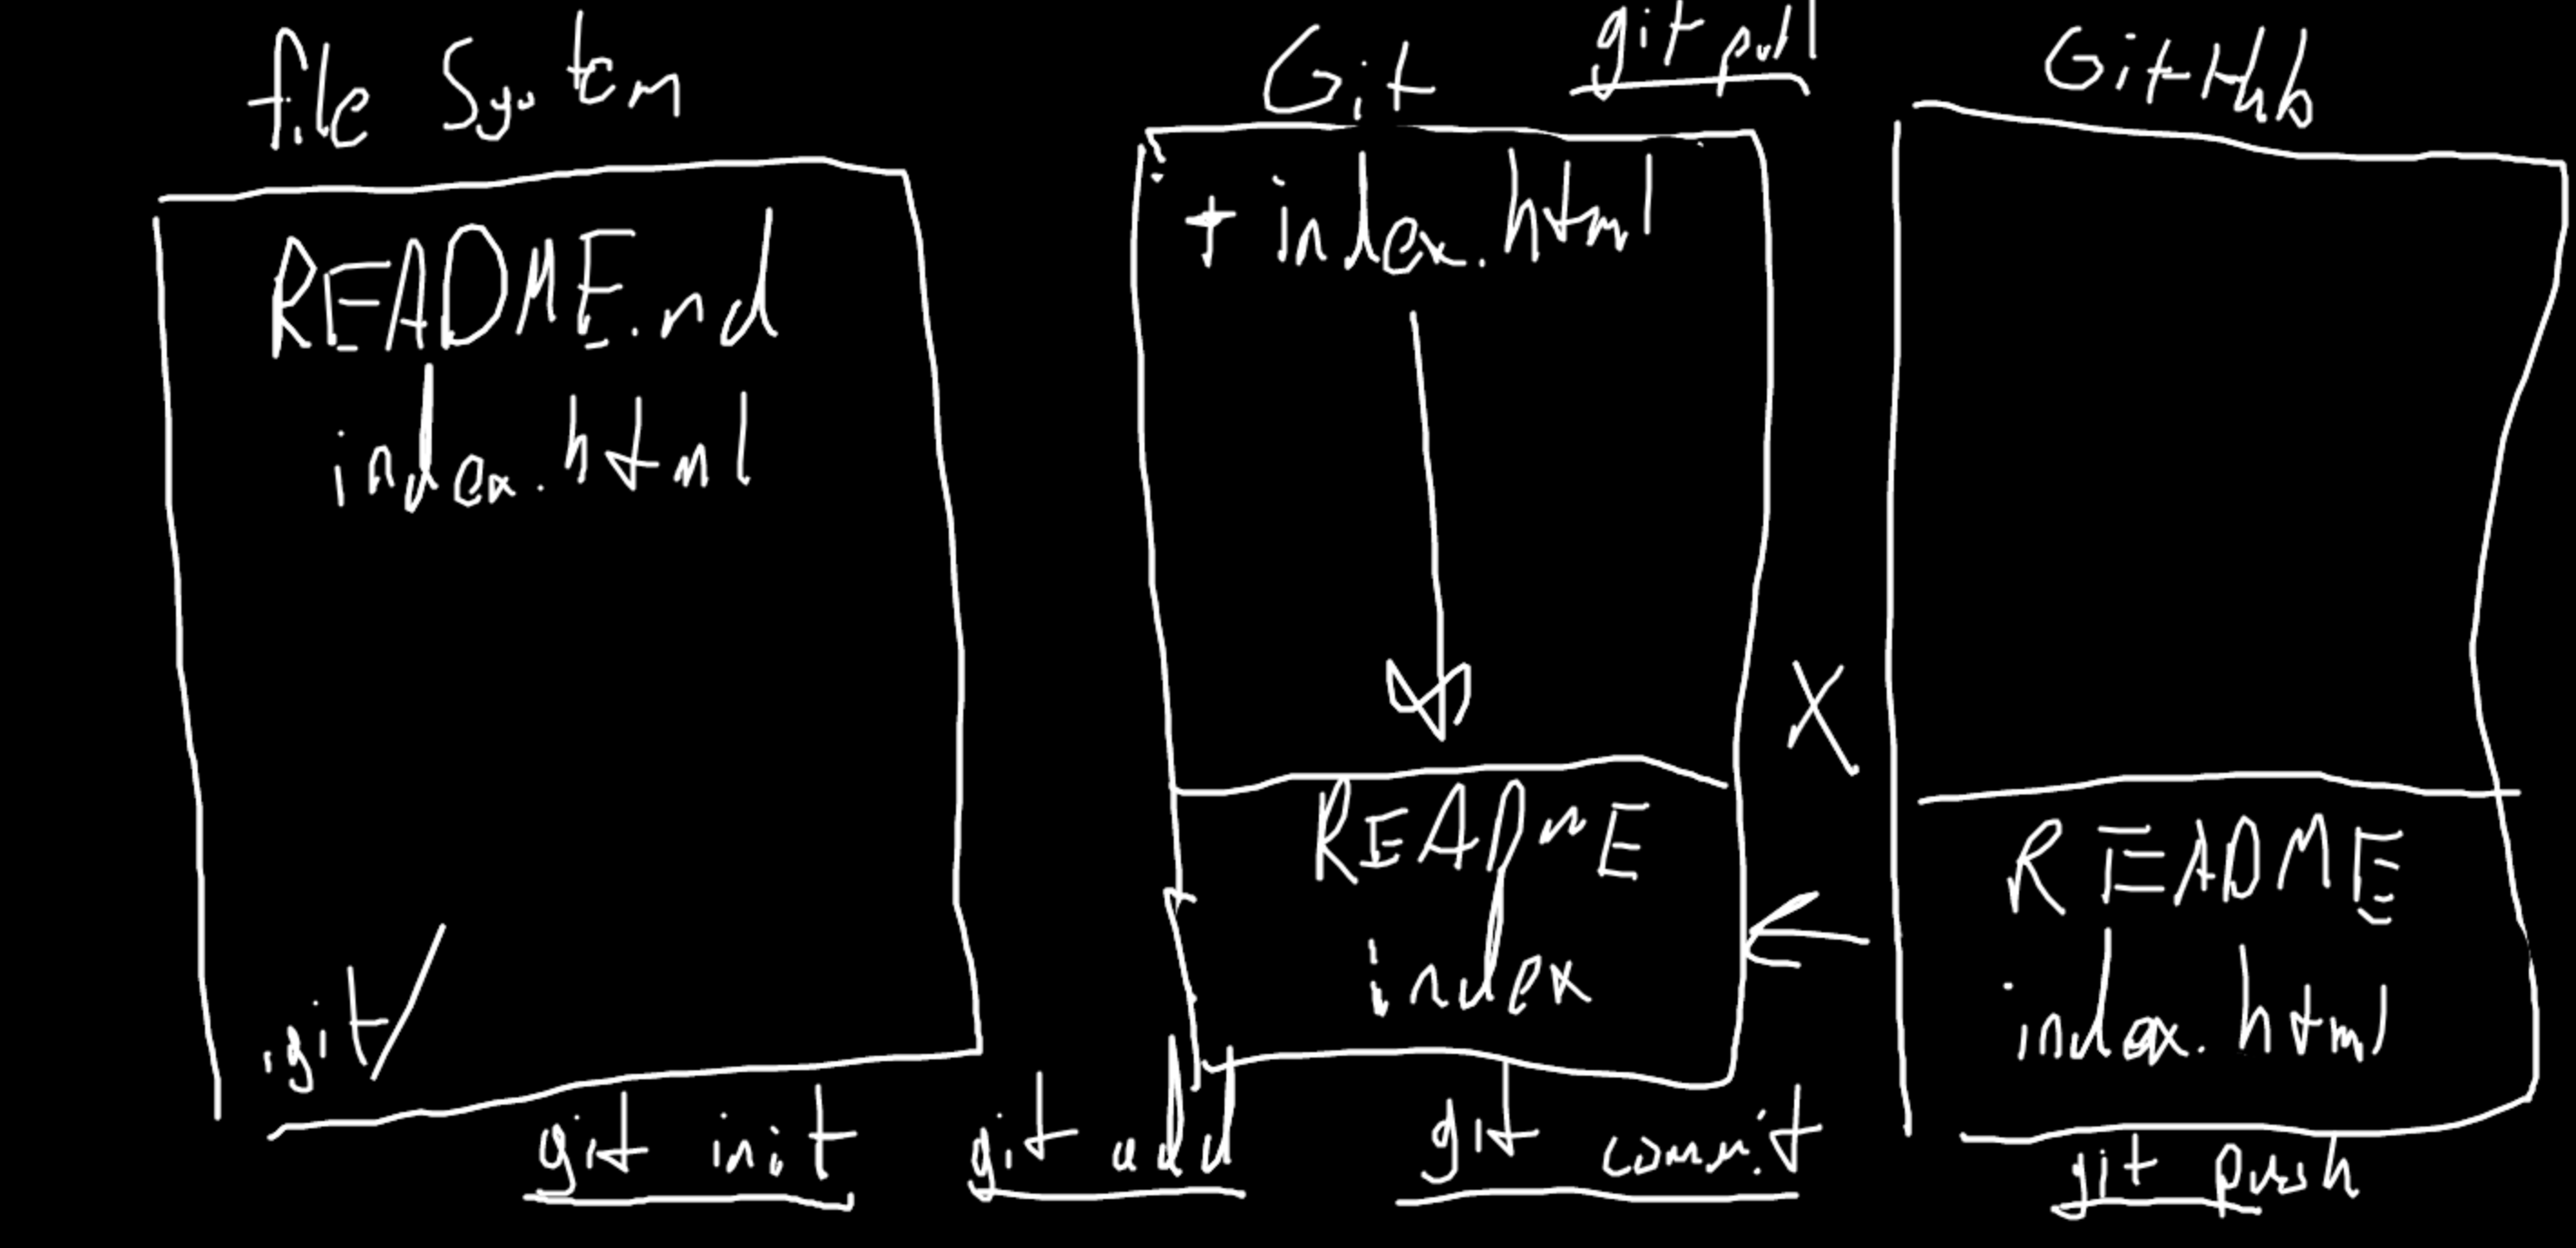 file System
README.md
index.html
.git/
git init
git add
Git
git pull
+ index.html
README
index
git commit
X
GitHub
README
index.html
git push